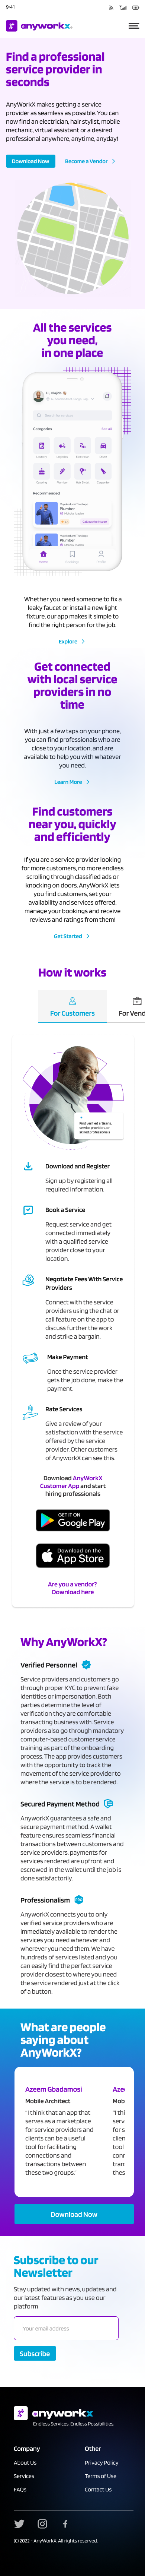 9:41
anyworkx.
Find a professional
service provider in
seconds
AnyWorkX makes getting a service
provider as seamless as possible. You can
now find an electrician, hair stylist, mobile
mechanic, virtual assistant or a desired
professional anywhere, anytime, anyday!
Download Now
Become a Vendor
All the services
you need,
in one place
Categories
See all
Recommended
Whether you need someone to fix a
leaky faucet or install a new light
fixture, our app makes it simple to
find the right person for the job.
Explore
Get connected
with local service
providers in no
time
With just a few taps on your phone,
you can find professionals who are
close to your location, and are
available to help you with whatever
you need.
Learn More
Find customers
near you, quickly
and efficiently
If you are a service provider looking
for more customers, no more endless
scrolling through classified ads or
knocking on doors. AnyWorkX lets
you find customers, set your
availability and services offered,
manage your bookings and receive
reviews and ratings from them!
Get Started
How it works
For Customers
For Vend
Find verified artisans,
service providers, or
skilled professionals
Download and Register
Sign up by registering all
required information.
Book a Service
Request service and get
connected immediately
with a qualified service
provider close to your
location.
Negotiate Fees With Service
Providers
Connect with the service
providers using the chat or
call feature on the app to
discuss further the work
and strike a bargain.
Make Payment
Once the service provider
gets the job done, make the
payment.
Rate Services
Give a review of your
satisfaction with the service
offered by the service
provider. Other customers
of AnyworkX can see this.
Download AnyWorkX
Customer App and start
hiring professionals
GET IT ON
Google Play
Download on the
App Store
Are you a vendor?
Download here
Why AnyWorkX?
Verified Personnel
Service providers and customers go
through proper KYC to prevent fake
identities or impersonation. Both
parties determine the level of
verification they are comfortable
transacting business with. Service
providers also go through mandatory
computer-based customer service
training as part of the onboarding
process. The app provides customers
with the opportunity to track the
movement of the service provider to
where the service is to be rendered.
Secured Payment Method
AnyworkX guarantees a safe and
secure payment method. A wallet
feature ensures seamless financial
transactions between customers and
service providers; payments for
services are kept in escrow and
escrowed in the wallet until the job is
done satisfactorily.
Professionalism
AnyworkX connects you to only
verified service providers who are
immediately available to render the
services you need whenever and
wherever you need them. We have
hundreds of services listed and you
can easily find the perfect service
provider closest to where you need
the service rendered just at the click
of a button.
What are people
saying about
AnyWorkX?
Azeem Gbadamosi
Mobile Architect
"I think that an app that
serves as a marketplace
for service providers and
clients can be a useful
tool for facilitating
connections and
transactions between
these two groups."
Azee
Mob
"I thi
serve
for se
client
tool
conn
trans
thes
Download Now
Subscribe to our
Newsletter
Stay updated with news, updates and
our latest features as you use our
platform
Your email address
Subscribe
anyworkx
Endless Services. Endless Possibilities.
Company
Other
About Us
Privacy Policy
Services
Terms of Use
FAQs
Contact Us
(C) 2022 - AnyWorkX. All rights reserved.